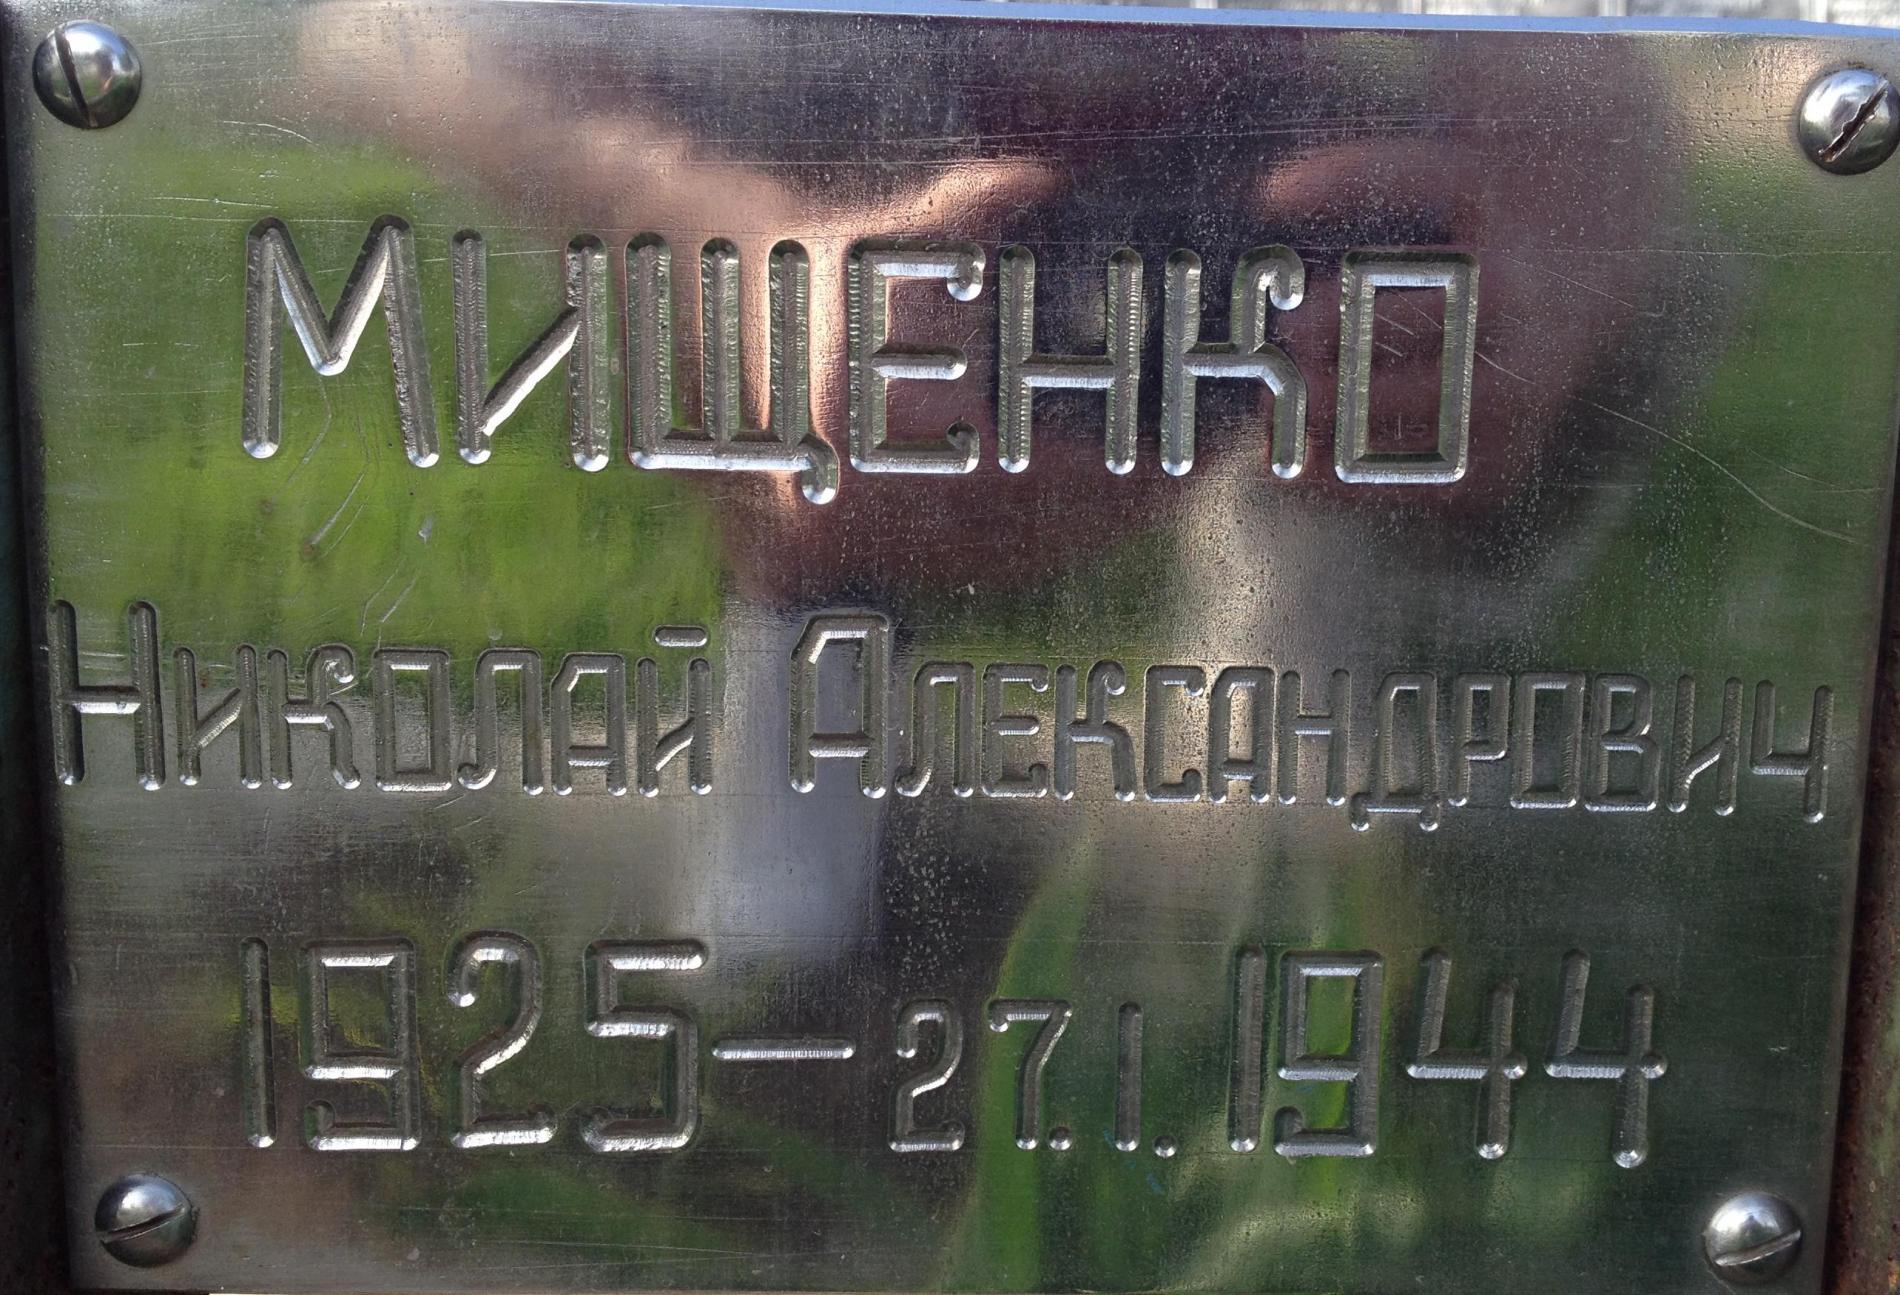 МИЩЕНКО
НИКОЛАЙ АЛЕКСАНДРОВИЧ
1925 — 27.1.1944